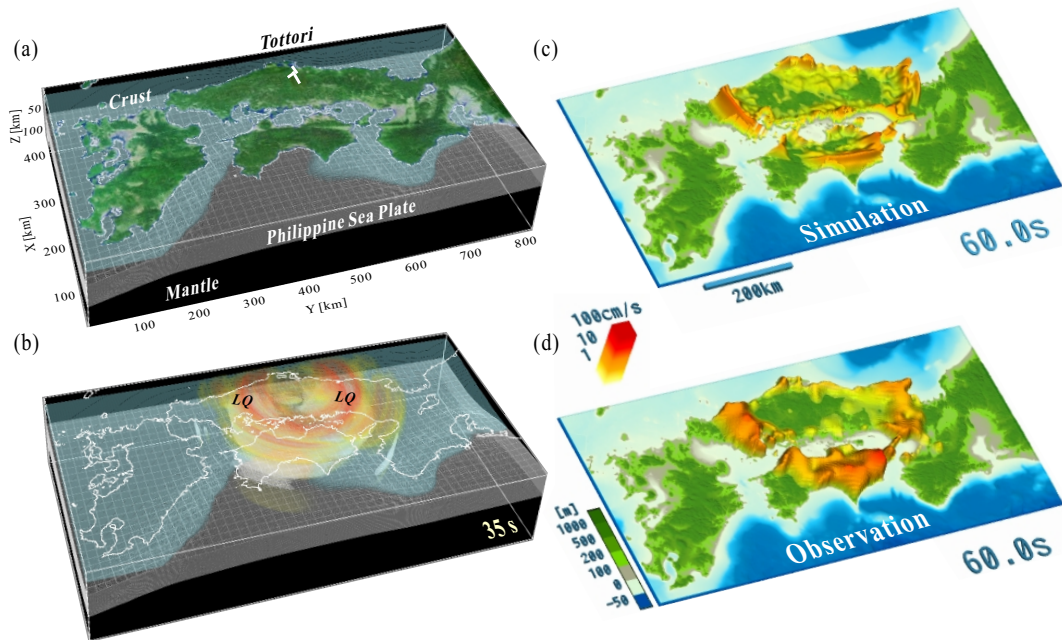 (a)
Tottori
Crust
50
100
Z [km]
400
300
X [km]
200
100
Philippine Sea Plate
Mantle
100
200
300
400
500
600
700
800
Y [km]
(b)
LQ
LQ
35 s
(c)
Simulation
60.0s
200km
100cm/s
10
1
(d)
Observation
60.0s
[m]
1000
500
200
100
0
-50